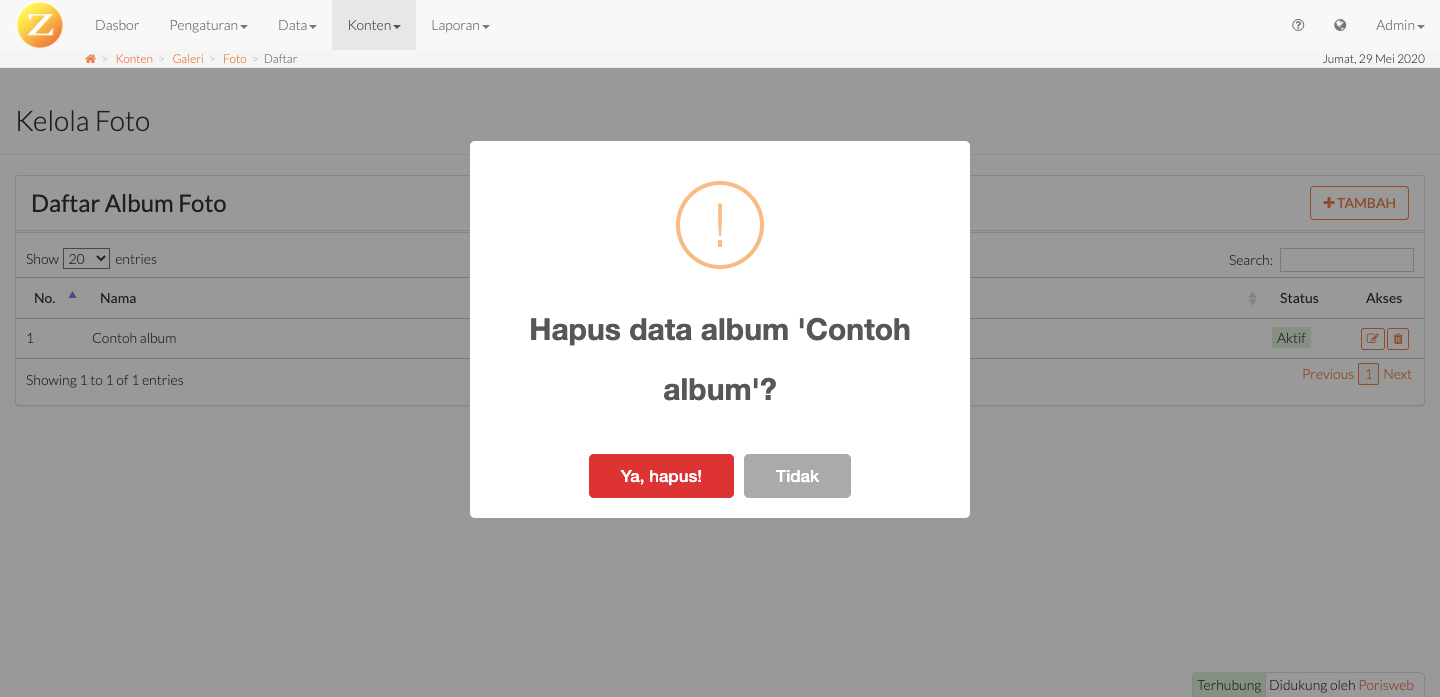 Z Dasbor Pengaturan Data Konten Laporan Admin
> Konten > Galeri > Foto > Daftar Jumat, 29 Mei 2020
Kelola Foto
Daftar Album Foto TAMBAH
Show 20 entries Search:
No. Nama Status Akses
1 Contoh album Aktif
Showing 1 to 1 of 1 entries Previous 1 Next
!
Hapus data album 'Contoh
album'?
Ya, hapus! Tidak
Terhubung Didukung oleh Porisweb